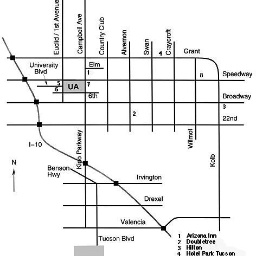 Euclid / 1st Avenue
Campbell Ave
Country Club
Alvernon
Swan
Craycroft
4
Grant
University
Blvd
Elm
1
8
Speedway
5
6
UA
7
6th
Broadway
3
2
22nd
I-10
Kino Parkway
Wilmot
Kolb
Benson
Hwy
N
Irvington
Drexel
Valencia
Tucson Blvd
1 Arizona Inn
2 Doubletree
3 Hilton
4 Hotel Park Tucson